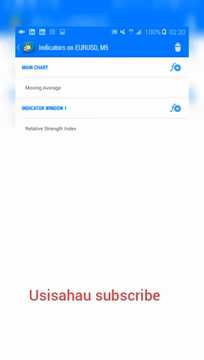 100% 02:20
Indicators on EURUSD, M5
MAIN CHART
Moving Average
INDICATOR WINDOW 1
Relative Strength Index
Usisahau subscribe